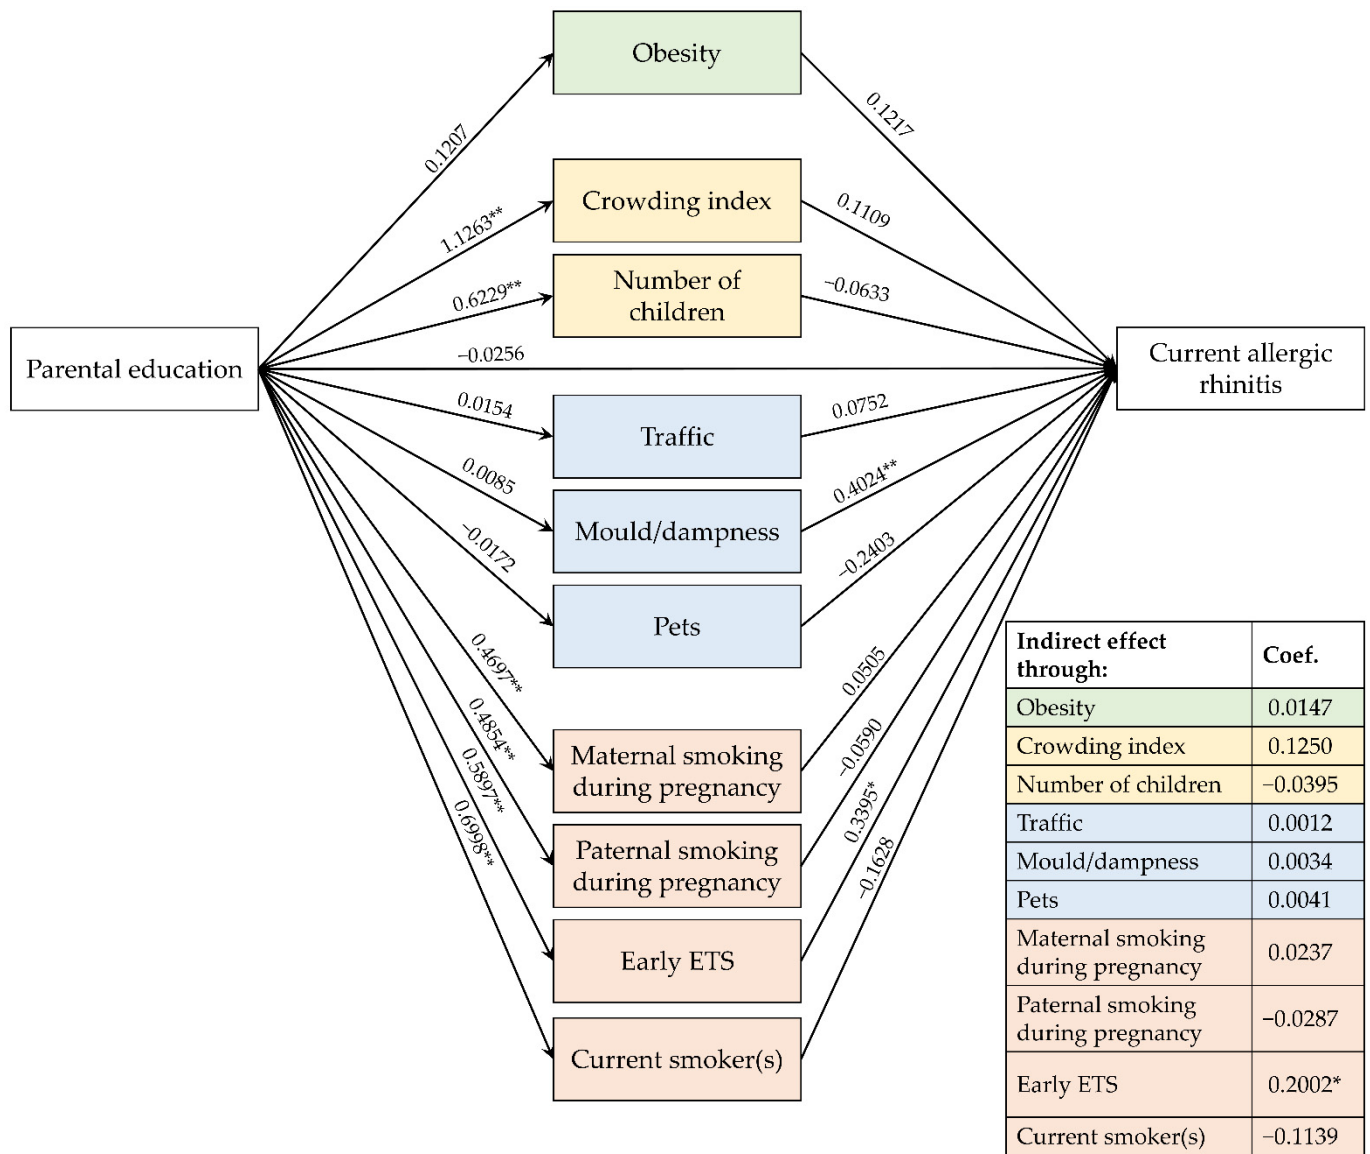 Obesity
0.1207
0.1217
Crowding index
1.1263**
0.1109
Number of
children
0.6229**
−0.0633
Parental education
−0.0256
Current allergic
rhinitis
Traffic
0.0154
0.0752
Mould/dampness
0.0085
0.4024**
Pets
−0.0172
−0.2403
Maternal smoking
during pregnancy
0.4697**
0.0505
Paternal smoking
during pregnancy
0.4854**
−0.0590
Early ETS
0.5897**
0.3395*
Current smoker(s)
0.6998**
−0.1628
Indirect effect
through:
Coef.
Obesity 0.0147
Crowding index 0.1250
Number of children −0.0395
Traffic 0.0012
Mould/dampness 0.0034
Pets 0.0041
Maternal smoking
during pregnancy
0.0237
Paternal smoking
during pregnancy
−0.0287
Early ETS 0.2002*
Current smoker(s) −0.1139